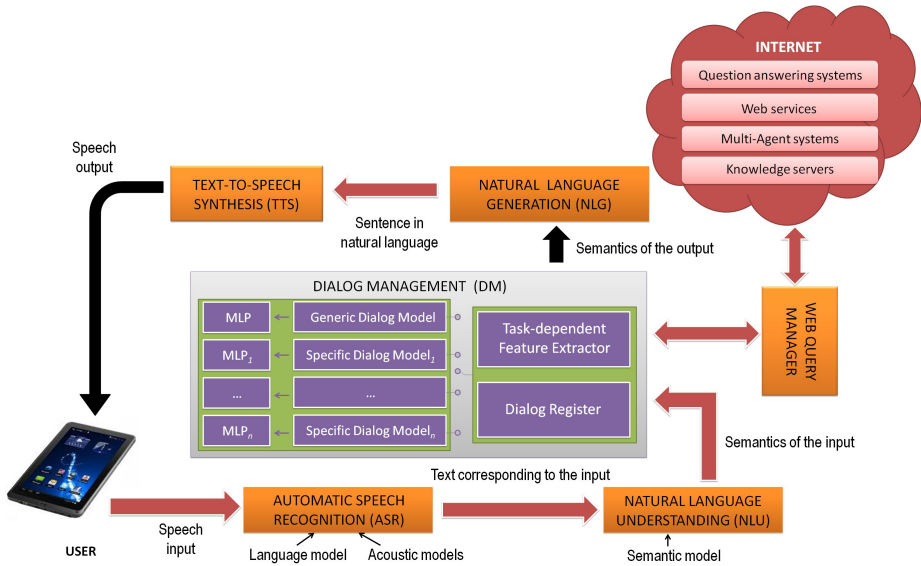 INTERNET
Question answering systems
Web services
Multi-Agent systems
Knowledge servers
Speech
output
TEXT-TO-SPEECH
SYNTHESIS (TTS)
Sentence in
natural language
NATURAL LANGUAGE
GENERATION (NLG)
Semantics of the output
DIALOG MANAGEMENT (DM)
MLP
Generic Dialog Model
MLP1
Specific Dialog Model1
...
...
MLPn
Specific Dialog Modeln
Task-dependent
Feature Extractor
Dialog Register
WEB QUERY
MANAGER
Semantics of the input
Text corresponding to the input
AUTOMATIC SPEECH
RECOGNITION (ASR)
NATURAL LANGUAGE
UNDERSTANDING (NLU)
USER
Speech
input
Language model
Acoustic models
Semantic model